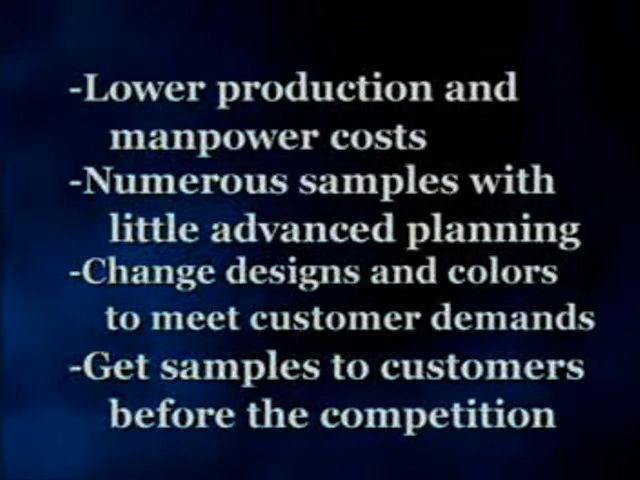 -Lower production and
manpower costs
-Numerous samples with
little advanced planning
-Change designs and colors
to meet customer demands
-Get samples to customers
before the competition